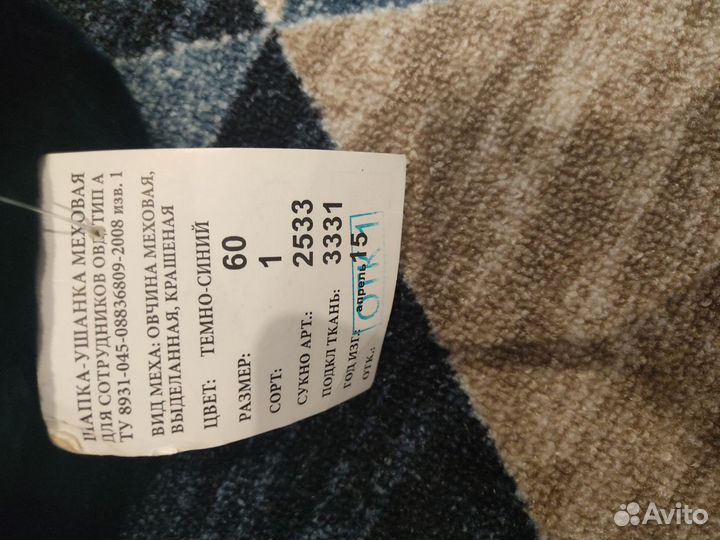 ШАПКА-УШАНКА МЕХОВАЯ
ДЛЯ СОТРУДНИКОВ ОВД ТИП А
ТУ 8931-045-08836809-2008 изв. 1
ВИД МЕХА: ОВЧИНА МЕХОВАЯ,
ВЫДЕЛАННАЯ, КРАШЕНАЯ
ЦВЕТ: ТЕМНО-СИНИЙ
РАЗМЕР: 60
СОРТ: 1
СУКНО АРТ.: 2533
ПОДКЛ ТКАНЬ: 3331
ГОД ИЗГ. апрель 15
ОТК.: ОТК. 1
Avito